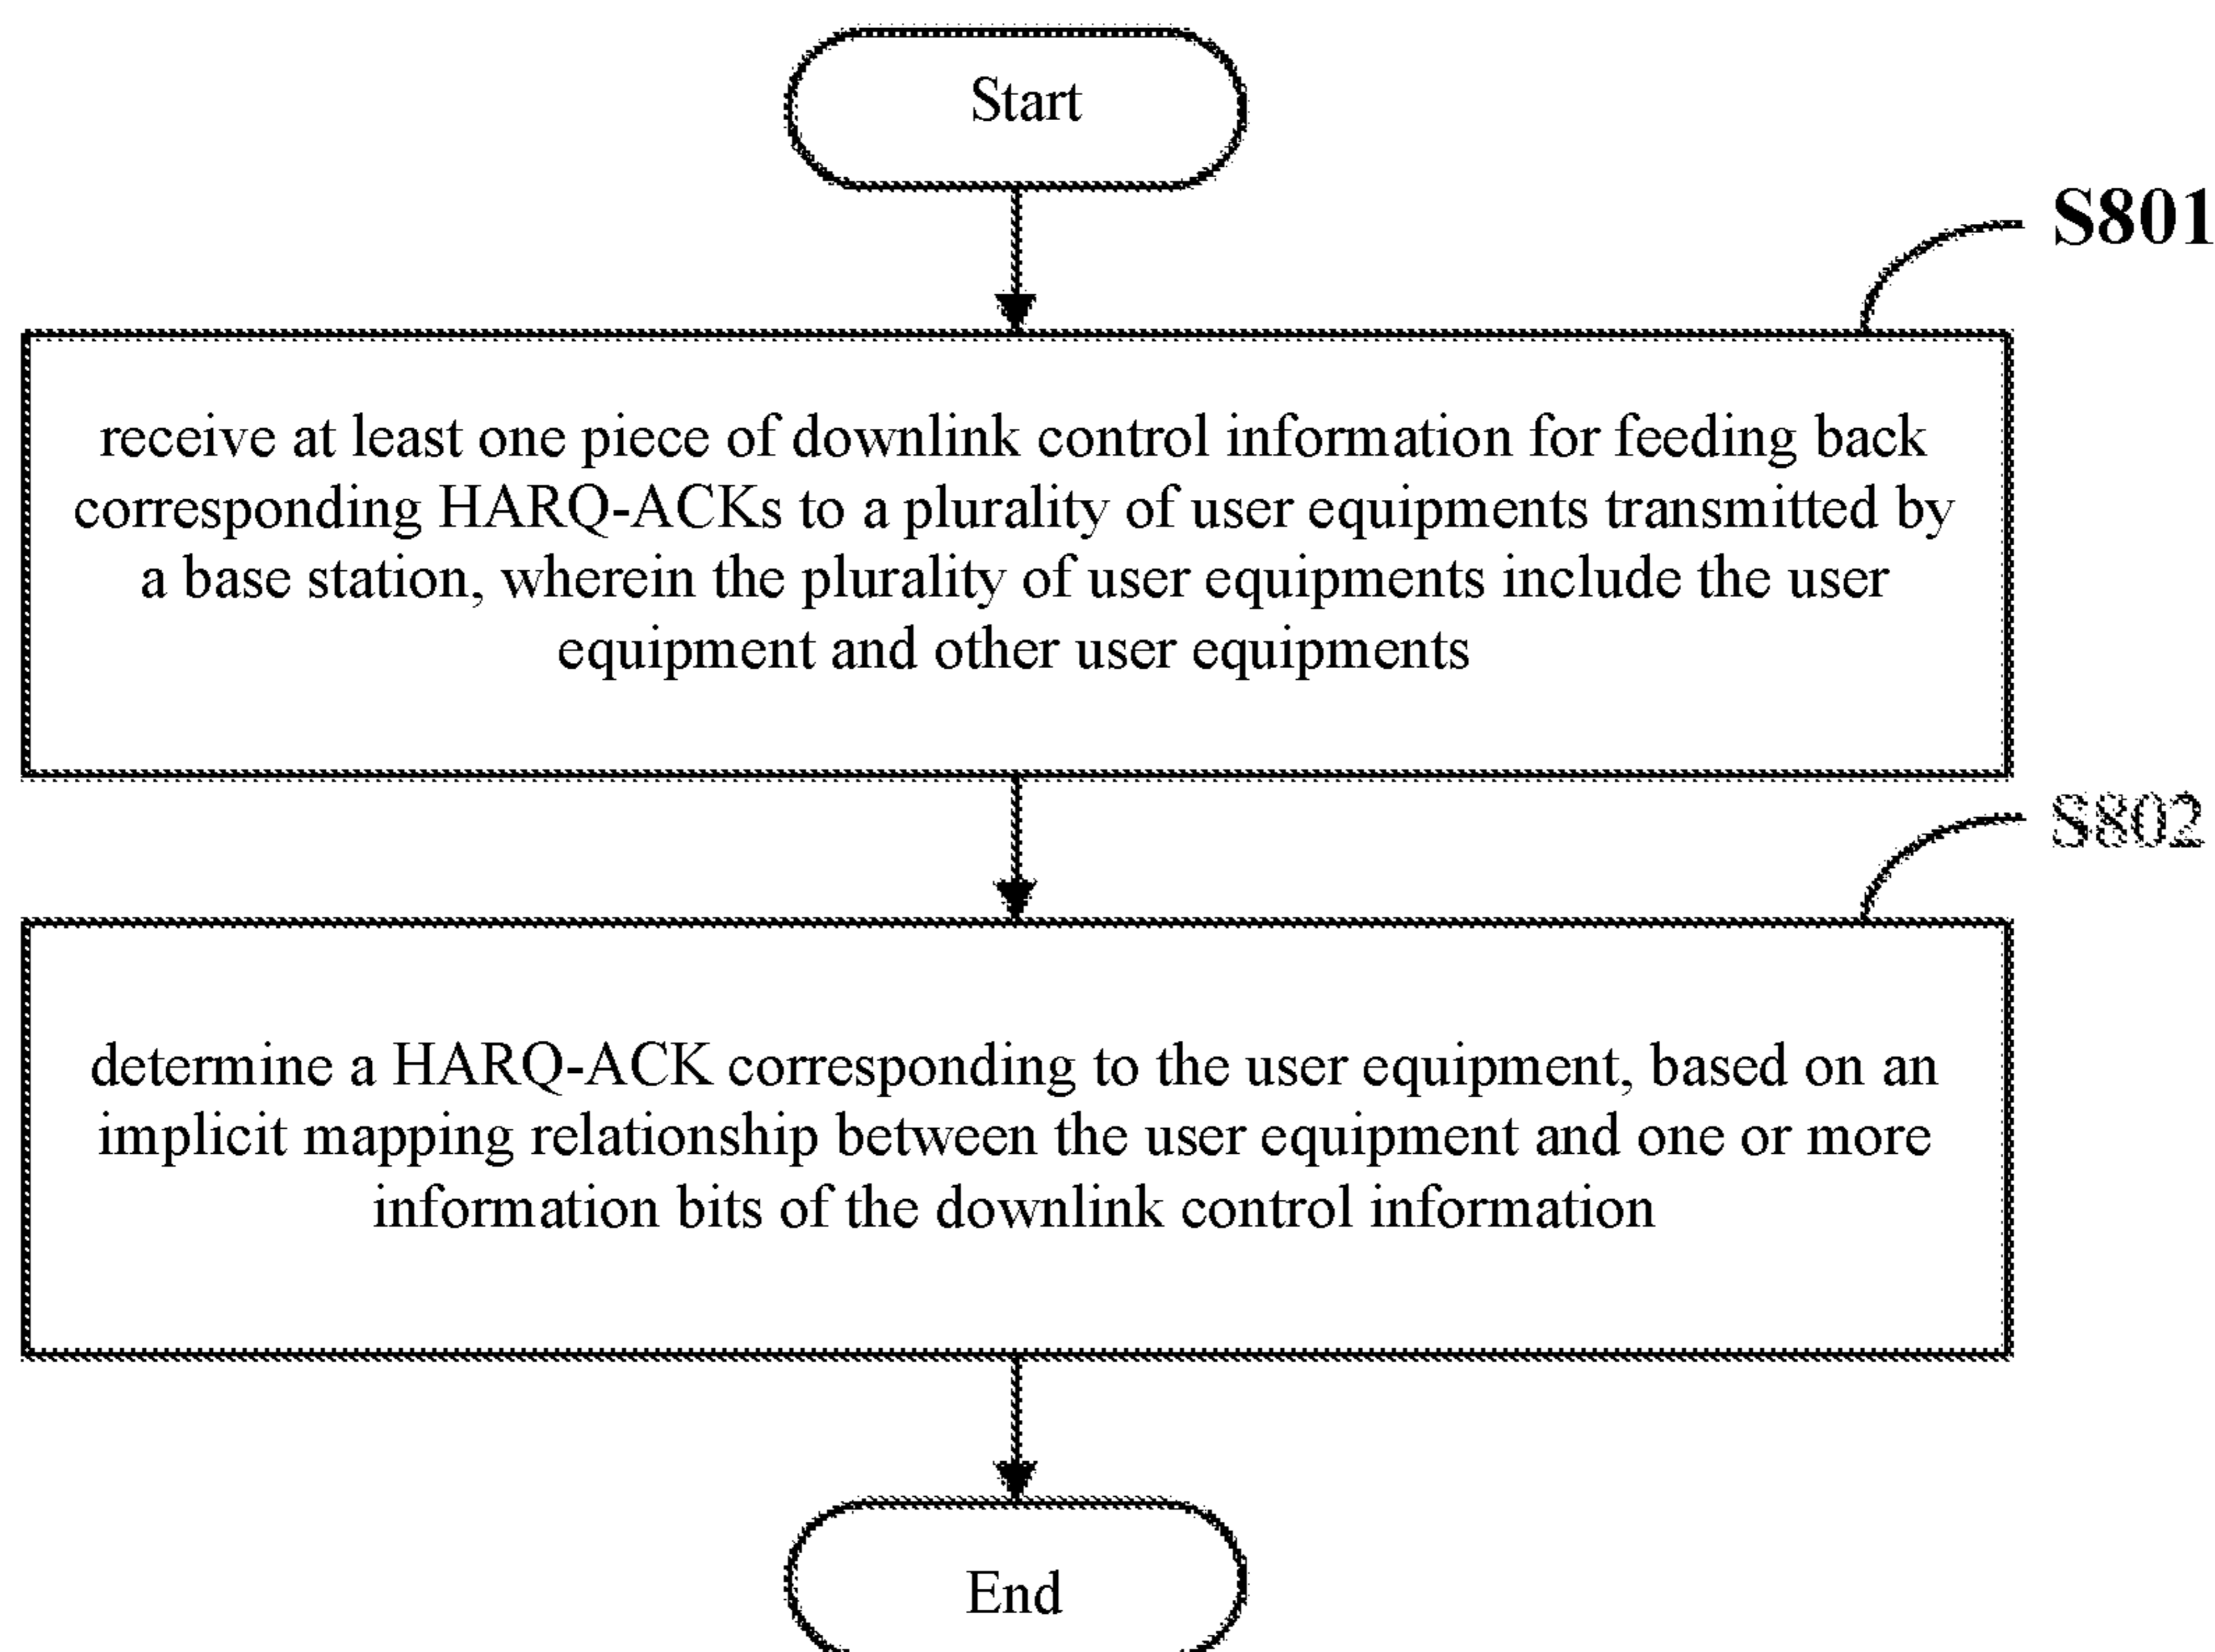 Start
S801
receive at least one piece of downlink control information for feeding back
corresponding HARQ-ACKs to a plurality of user equipments transmitted by
a base station, wherein the plurality of user equipments include the user
equipment and other user equipments
S802
determine a HARQ-ACK corresponding to the user equipment, based on an
implicit mapping relationship between the user equipment and one or more
information bits of the downlink control information
End